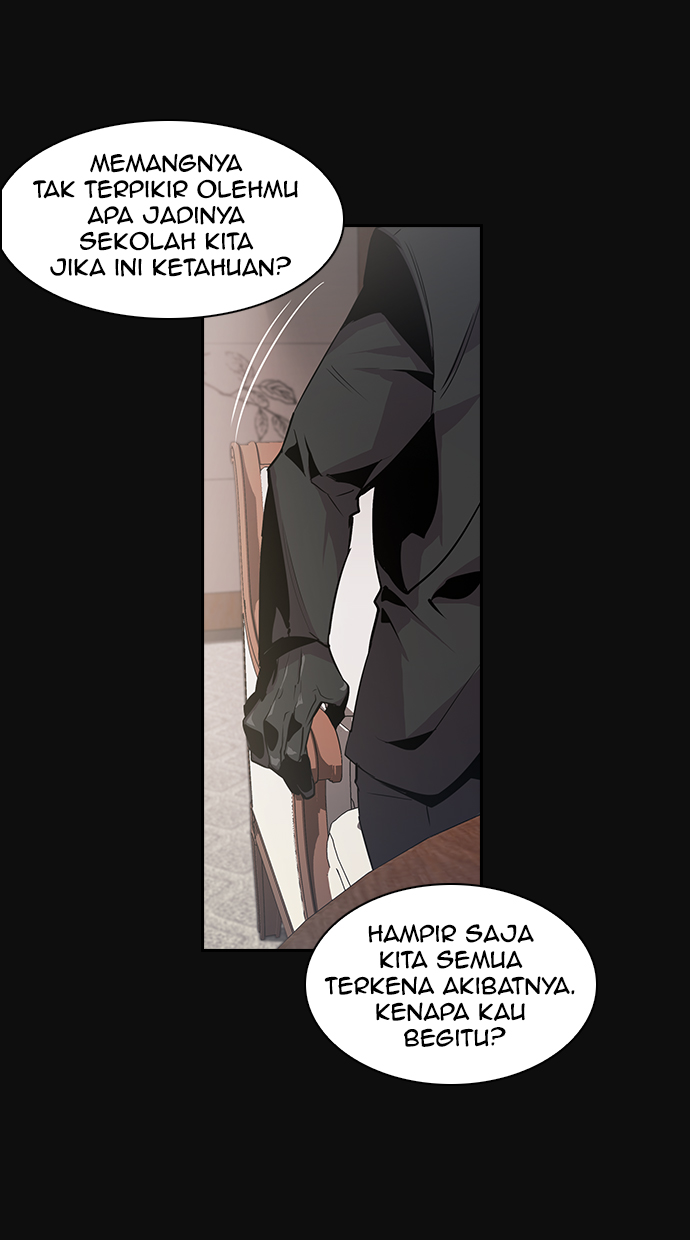 MEMANGNYA
TAK TERPIKIR OLEHMU
APA JADINYA
SEKOLAH KITA
JIKA INI KETAHUAN?
HAMPIR SAJA
KITA SEMUA
TERKENA AKIBATNYA.
KENAPA KAU
BEGITU?